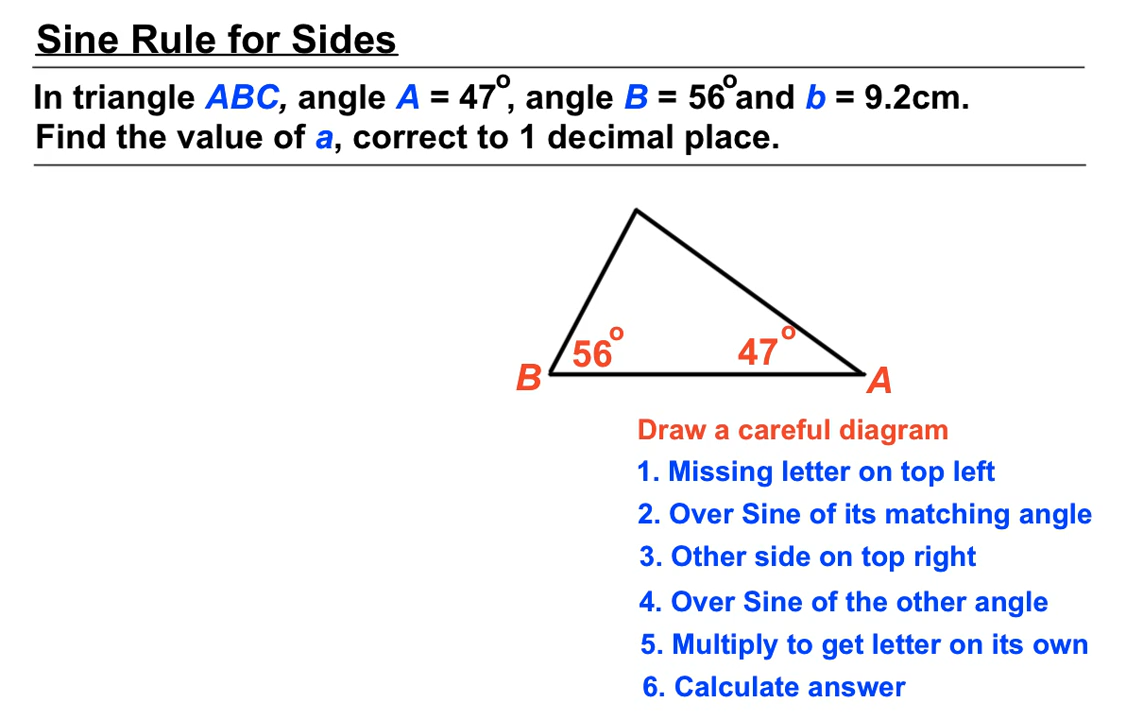 Sine Rule for Sides
In triangle ABC, angle A = 47°, angle B = 56° and b = 9.2cm.
Find the value of a, correct to 1 decimal place.
56°
47°
B
A
Draw a careful diagram
1. Missing letter on top left
2. Over Sine of its matching angle
3. Other side on top right
4. Over Sine of the other angle
5. Multiply to get letter on its own
6. Calculate answer